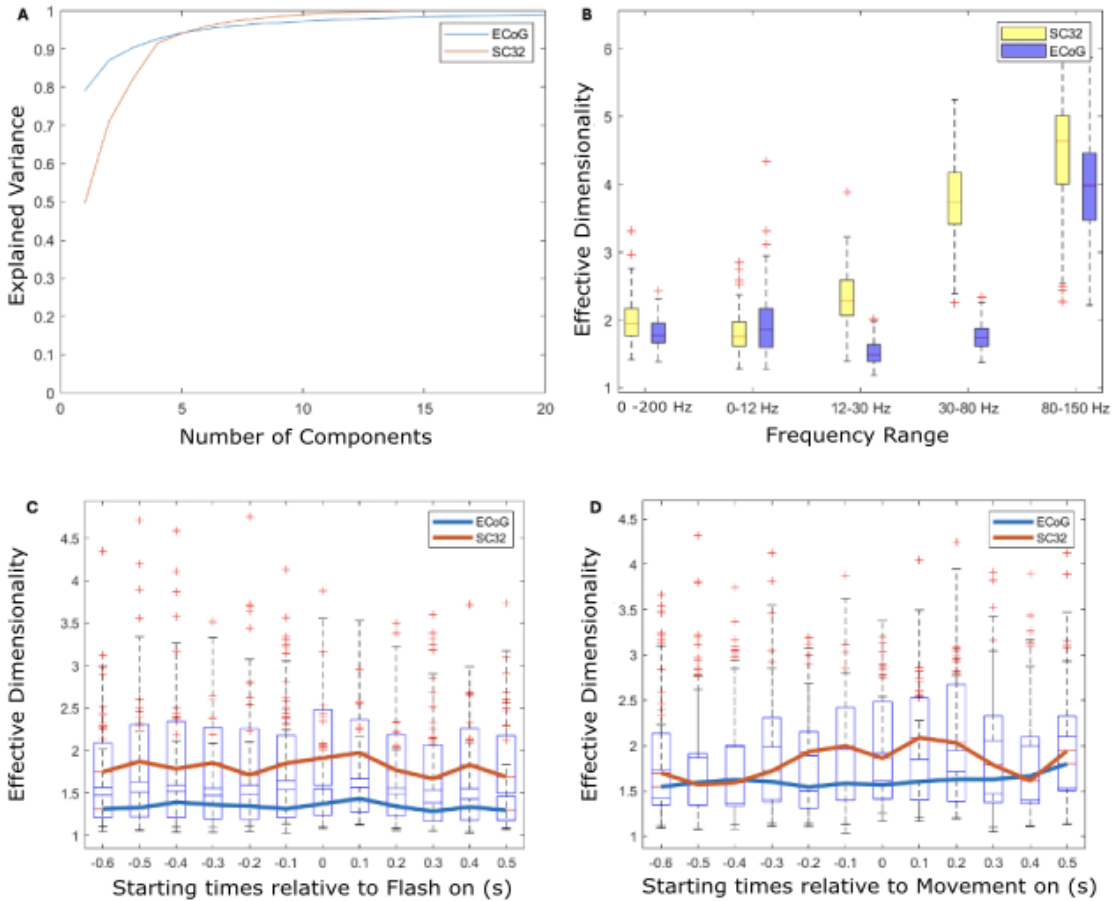 A
ECoG
SC32
Explained Variance
1
0.9
0.8
0.7
0.6
0.5
0.4
0.3
0.2
0.1
0
0 5 10 15 20
Number of Components
B
SC32
ECoG
Effective Dimensionality
6
5
4
3
2
1
0 -200 Hz 0-12 Hz 12-30 Hz 30-80 Hz 80-150 Hz
Frequency Range
C
ECoG
SC32
Effective Dimensionality
4.5
4
3.5
3
2.5
2
1.5
1
-0.6 -0.5 -0.4 -0.3 -0.2 -0.1 0 0.1 0.2 0.3 0.4 0.5
Starting times relative to Flash on (s)
D
ECoG
SC32
Effective Dimensionality
4.5
4
3.5
3
2.5
2
1.5
1
-0.6 -0.5 -0.4 -0.3 -0.2 -0.1 0 0.1 0.2 0.3 0.4 0.5
Starting times relative to Movement on (s)